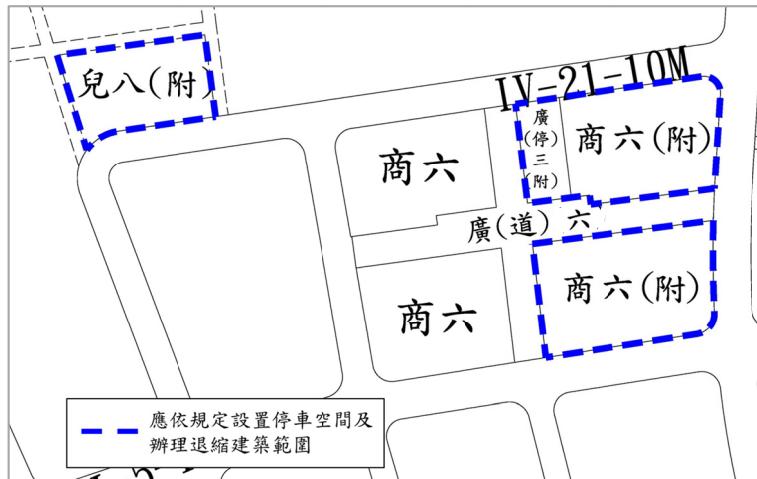 兒八(附)
IV-21-10M
廣
(停)
三
(附)
商六(附)
商六
廣(道) 六
商六(附)
商六
應依規定設置停車空間及
辦理退縮建築範圍